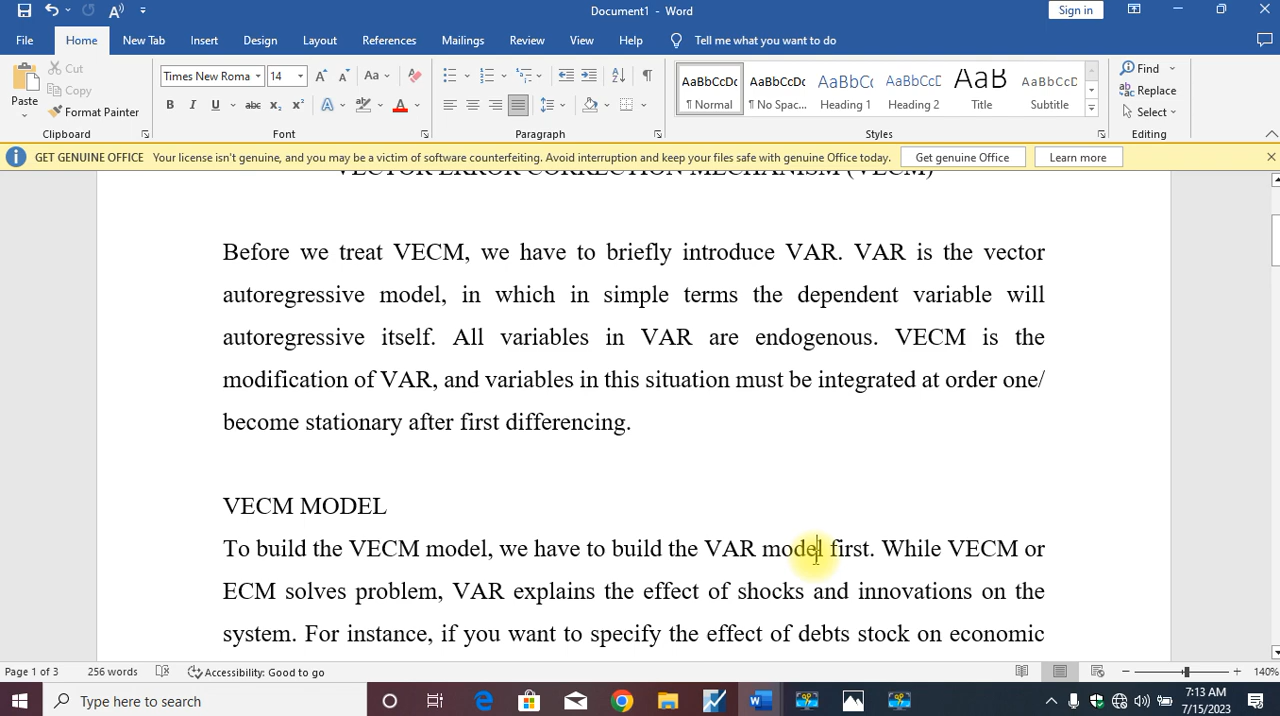 Document1 - Word
Sign in
File Home New Tab Insert Design Layout References Mailings Review View Help Tell me what you want to do
Paste
Cut
Copy
Format Painter
Clipboard
Times New Roma 14
Font
Paragraph
AaBbCcDc AaBbCcDc AaBbCc AaBbCcD AaB AaBbCcD
¶ Normal ¶ No Spac... Heading 1 Heading 2 Title Subtitle
Styles
Find
Replace
Select
Editing
GET GENUINE OFFICE Your license isn't genuine, and you may be a victim of software counterfeiting. Avoid interruption and keep your files safe with genuine Office today. Get genuine Office Learn more
VECTOR ERROR CORRECTION MECHANISM (VECM)
Before we treat VECM, we have to briefly introduce VAR. VAR is the vector
autoregressive model, in which in simple terms the dependent variable will
autoregressive itself. All variables in VAR are endogenous. VECM is the
modification of VAR, and variables in this situation must be integrated at order one/
become stationary after first differencing.
VECM MODEL
To build the VECM model, we have to build the VAR model first. While VECM or
ECM solves problem, VAR explains the effect of shocks and innovations on the
system. For instance, if you want to specify the effect of debts stock on economic
Page 1 of 3 256 words Accessibility: Good to go 140%
Type here to search
7:13 AM
7/15/2023